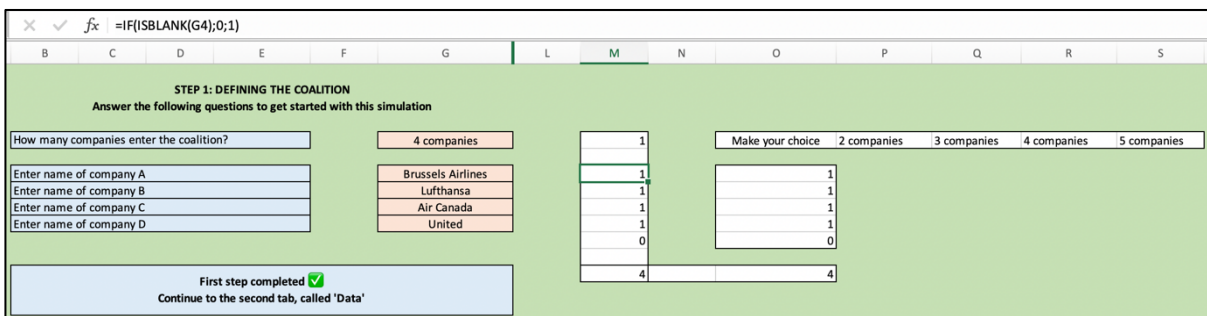 fx =IF(ISBLANK(G4);0;1)
B C D E F G L M N O P Q R S
STEP 1: DEFINING THE COALITION
Answer the following questions to get started with this simulation
How many companies enter the coalition? 4 companies 1 Make your choice 2 companies 3 companies 4 companies 5 companies
Enter name of company A Brussels Airlines 1 1
Enter name of company B Lufthansa 1 1
Enter name of company C Air Canada 1 1
Enter name of company D United 1 1
0 0
4 4
First step completed ✅
Continue to the second tab, called 'Data'